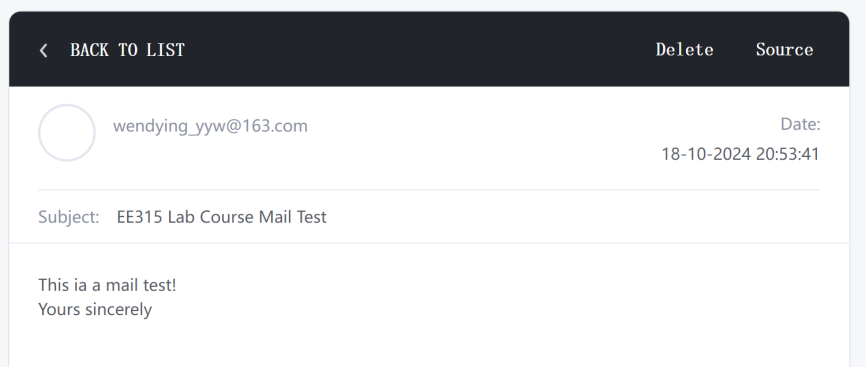 BACK TO LIST
Delete
Source
wendying_yyw@163.com
Date:
18-10-2024 20:53:41
Subject: EE315 Lab Course Mail Test
This ia a mail test!
Yours sincerely